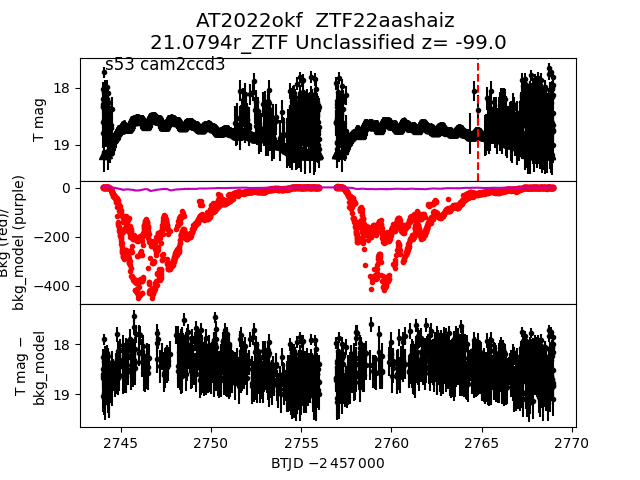 AT2022okf  ZTF22aashaiz
21.0794r_ZTF Unclassified z= -99.0
s53 cam2ccd3
T mag
18
19
Bkg (red)/
bkg_model (purple)
0
−200
−400
T mag −
bkg_model
18
19
2745 2750 2755 2760 2765 2770
BTJD −2 457 000